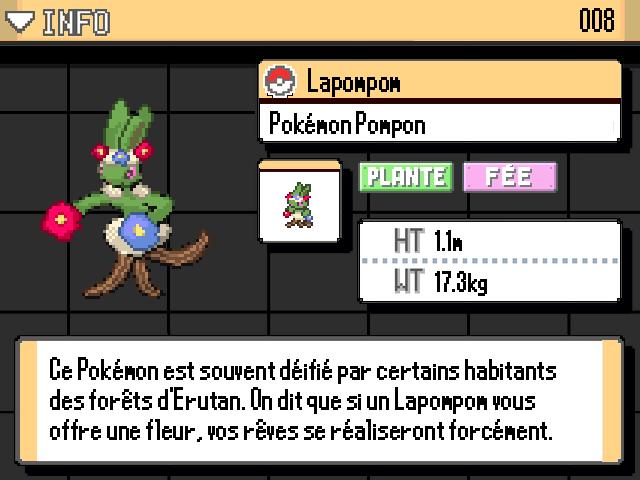 INFO
008
Lapompom
Pokémon Pompon
PLANTE
FÉE
HT 1.1m
WT 17.3kg
Ce Pokémon est souvent déifié par certains habitants
des forêts d'Erutan. On dit que si un Lapompom vous
offre une fleur, vos rêves se réaliseront forcément.